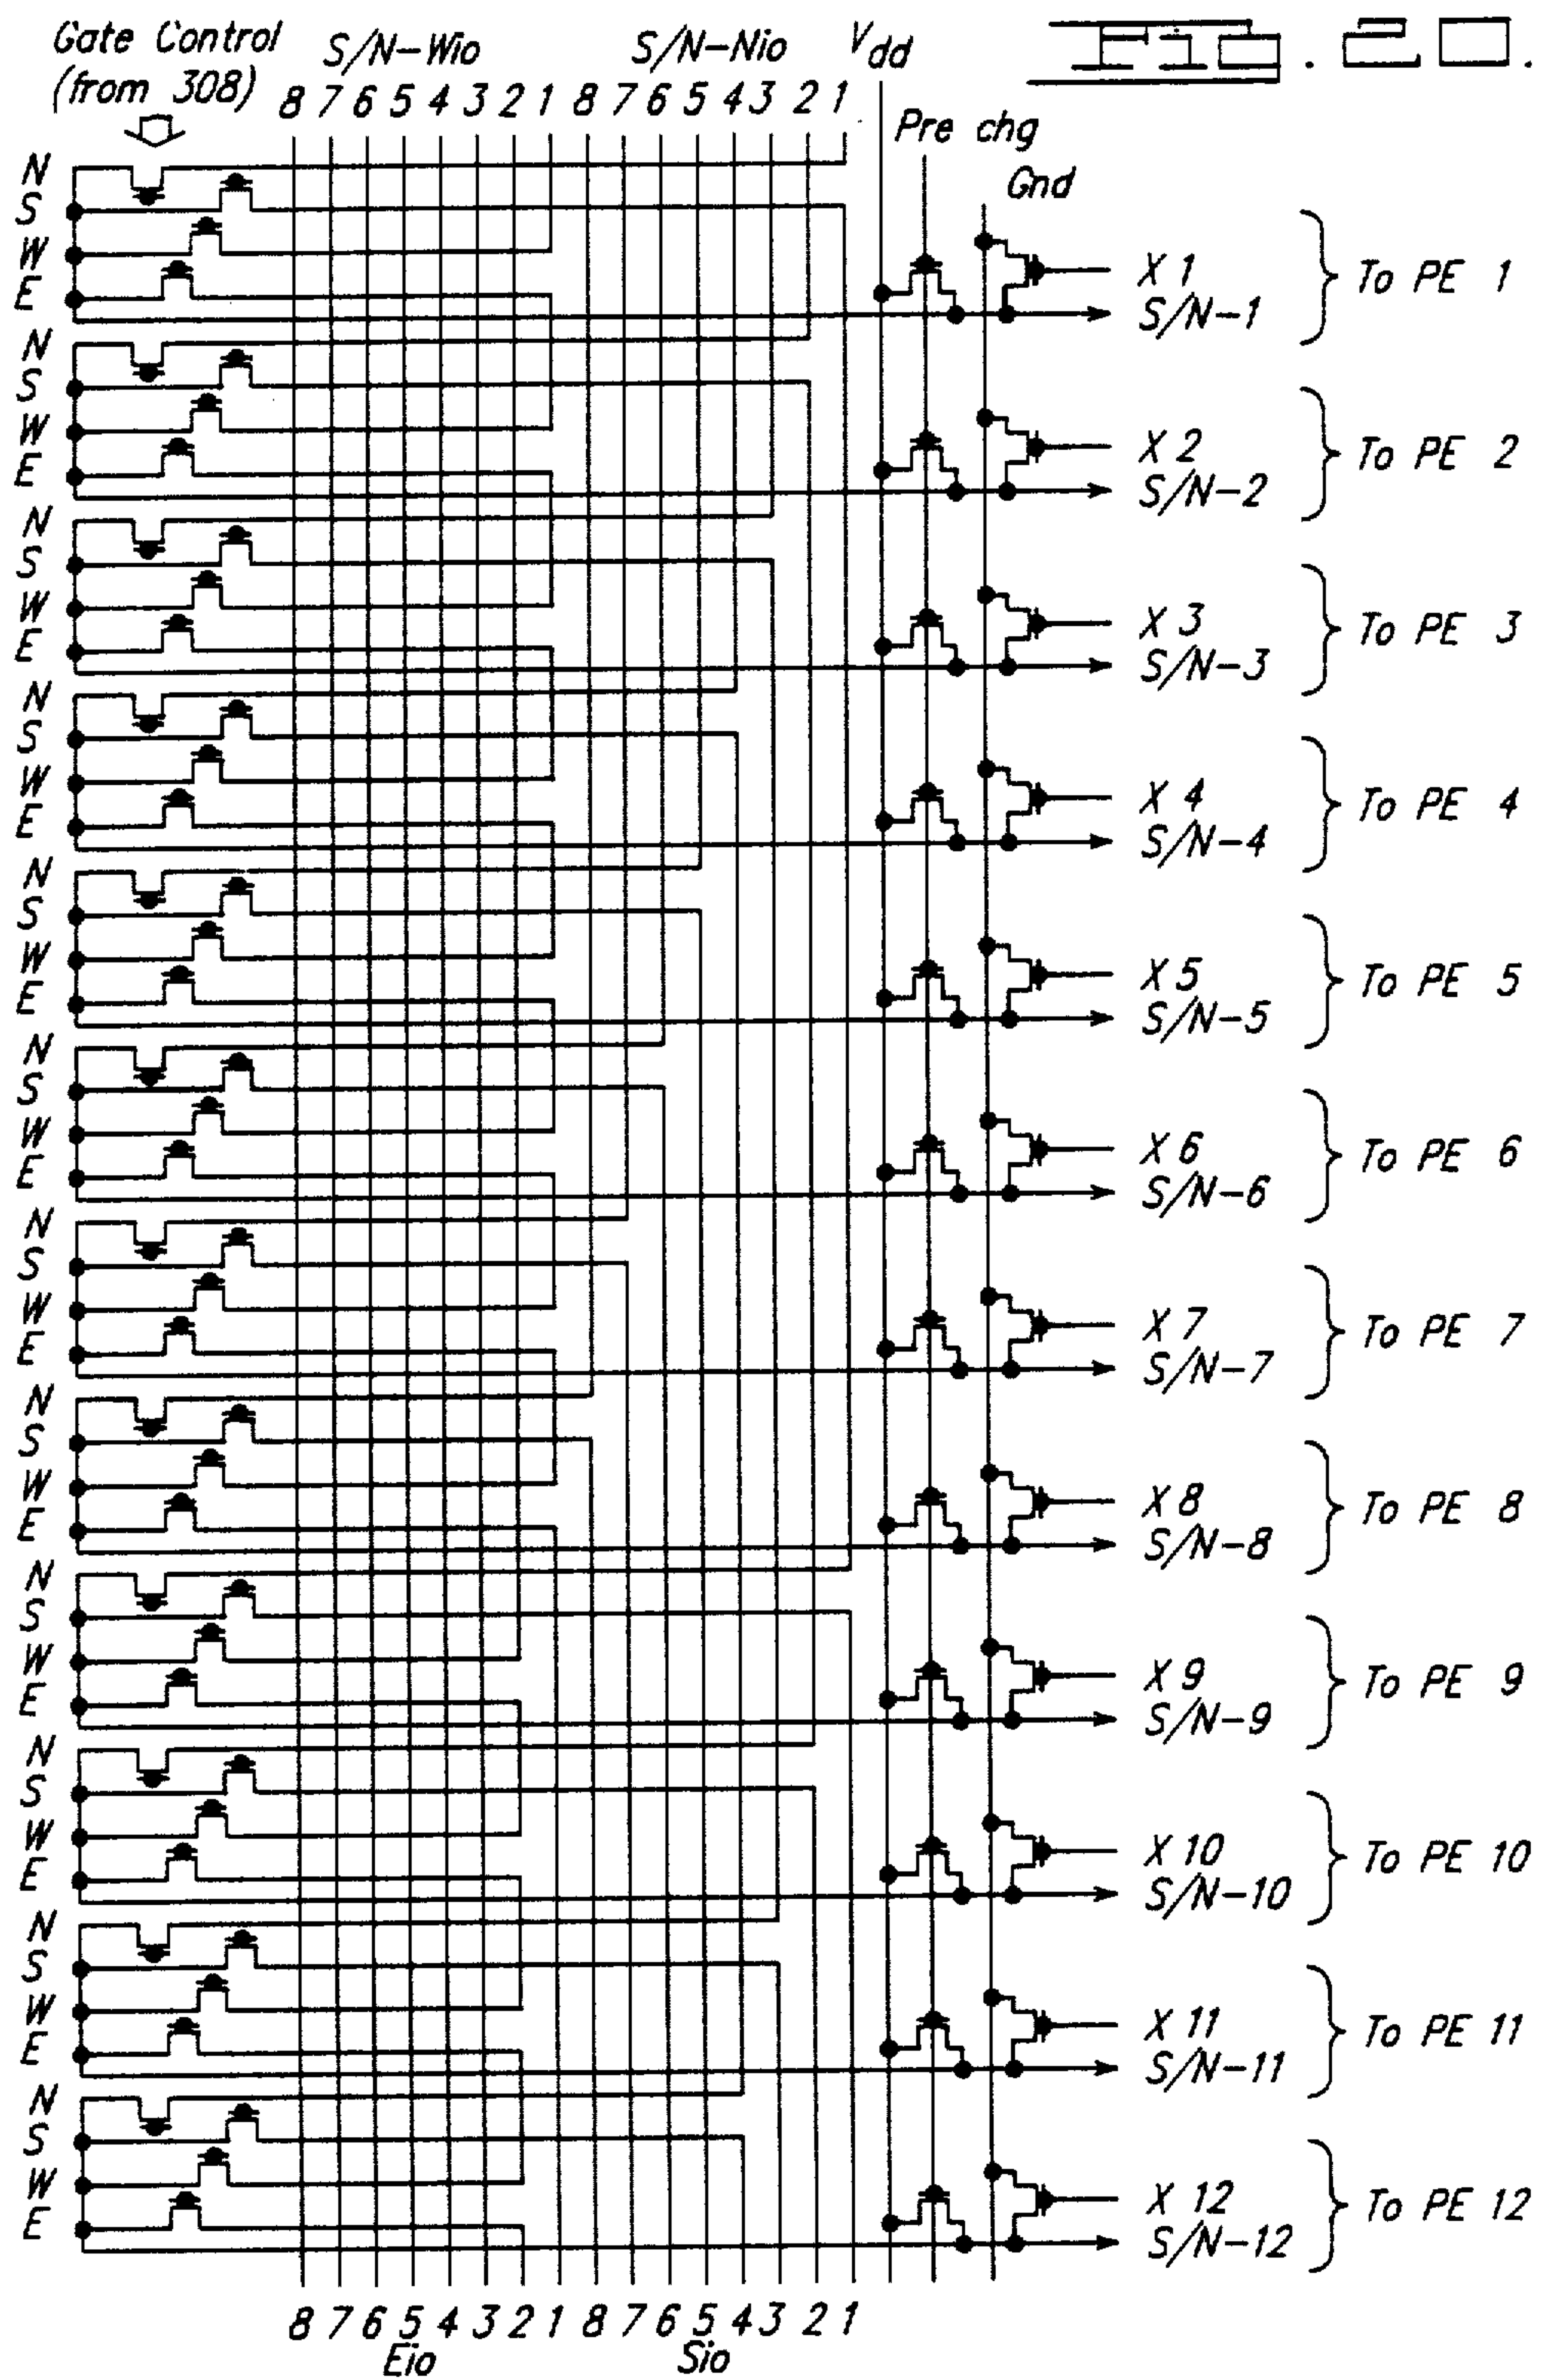 Gate Control
(from 308)
S/N-Wio
S/N-Nio
Vdd
FIG. 20.
8 7 6 5 4 3 2 1 8 7 6 5 4 3 2 1
Pre chg
Gnd
N
S
W
E
X 1
S/N-1
To PE 1
N
S
W
E
X 2
S/N-2
To PE 2
N
S
W
E
X 3
S/N-3
To PE 3
N
S
W
E
X 4
S/N-4
To PE 4
N
S
W
E
X 5
S/N-5
To PE 5
N
S
W
E
X 6
S/N-6
To PE 6
N
S
W
E
X 7
S/N-7
To PE 7
N
S
W
E
X 8
S/N-8
To PE 8
N
S
W
E
X 9
S/N-9
To PE 9
N
S
W
E
X 10
S/N-10
To PE 10
N
S
W
E
X 11
S/N-11
To PE 11
N
S
W
E
X 12
S/N-12
To PE 12
8 7 6 5 4 3 2 1 8 7 6 5 4 3 2 1
Eio
Sio